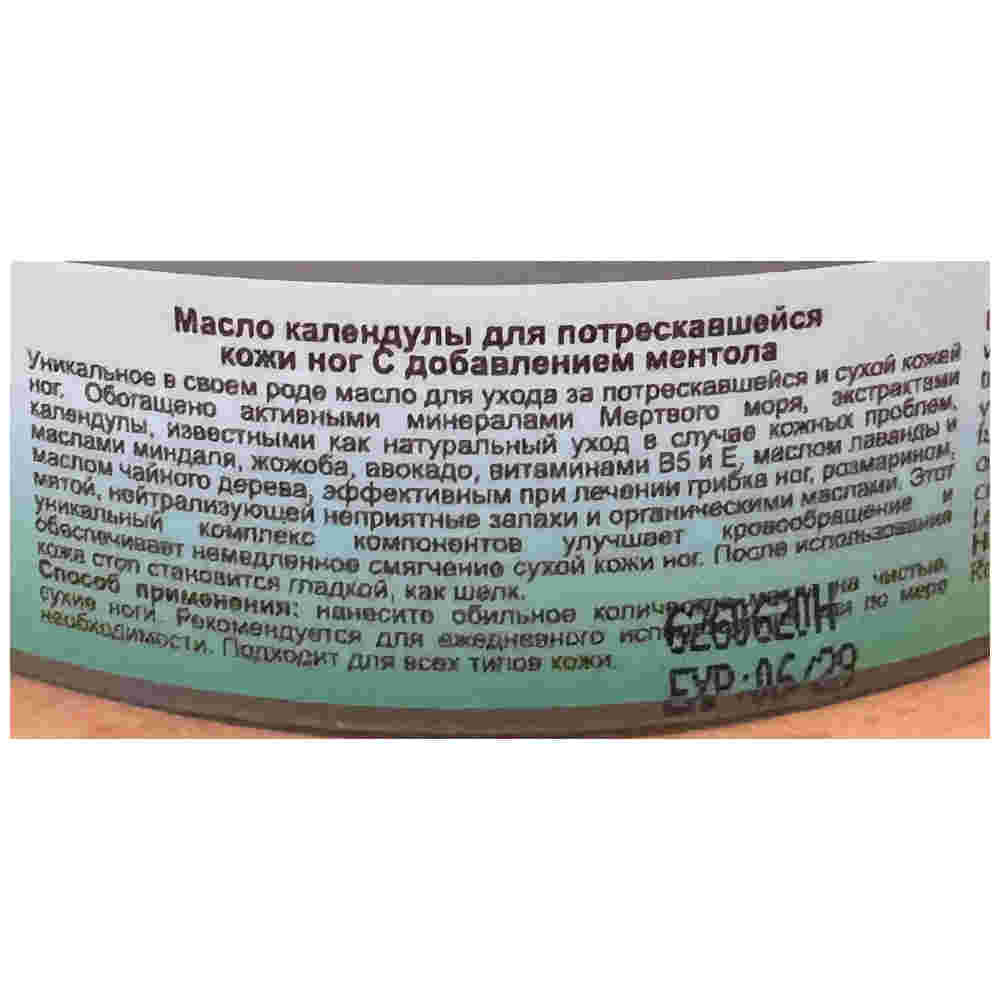 Масло календулы для потрескавшейся
кожи ног С добавлением ментола
Уникальное в своем роде масло для ухода за потрескавшейся и сухой кожей
ног. Обогащено активными минералами Мертвого моря, экстрактами
календулы, известными как натуральный уход в случае кожных проблем,
маслами миндаля, жожоба, авокадо, витаминами B5 и E, маслом лаванды и
маслом чайного дерева, эффективным при лечении грибка ног, розмарином,
мятой, нейтрализующей неприятные запахи и органическими маслами. Этот
уникальный комплекс компонентов улучшает кровообращение и
обеспечивает немедленное смягчение сухой кожи ног. После использования
кожа стоп становится гладкой, как шелк.
Способ применения: нанесите обильное на чистые,
сухие ноги. Рекомендуется для ежедневного по мере
необходимости. Подходит для всех типов кожи.
EXP:06/29